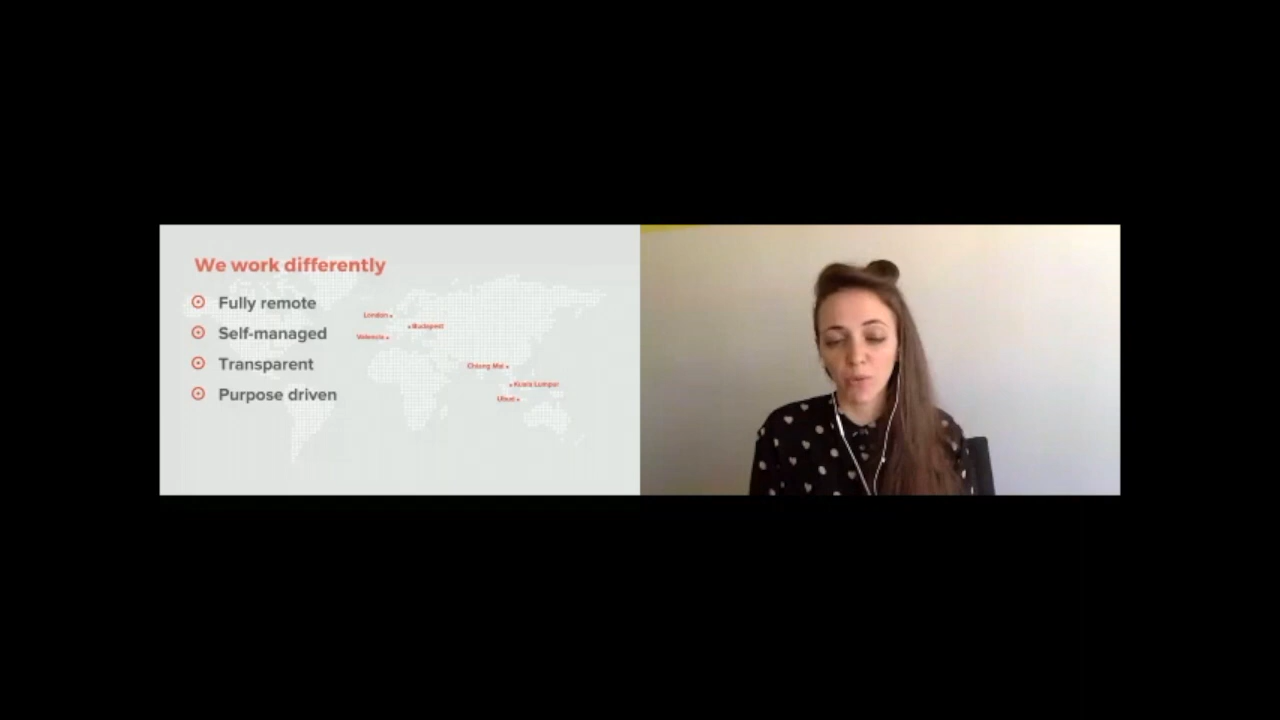 We work differently
Fully remote
Self-managed
Transparent
Purpose driven
London
Budapest
Valencia
Chiang Mai
Kuala Lumpur
Ubud